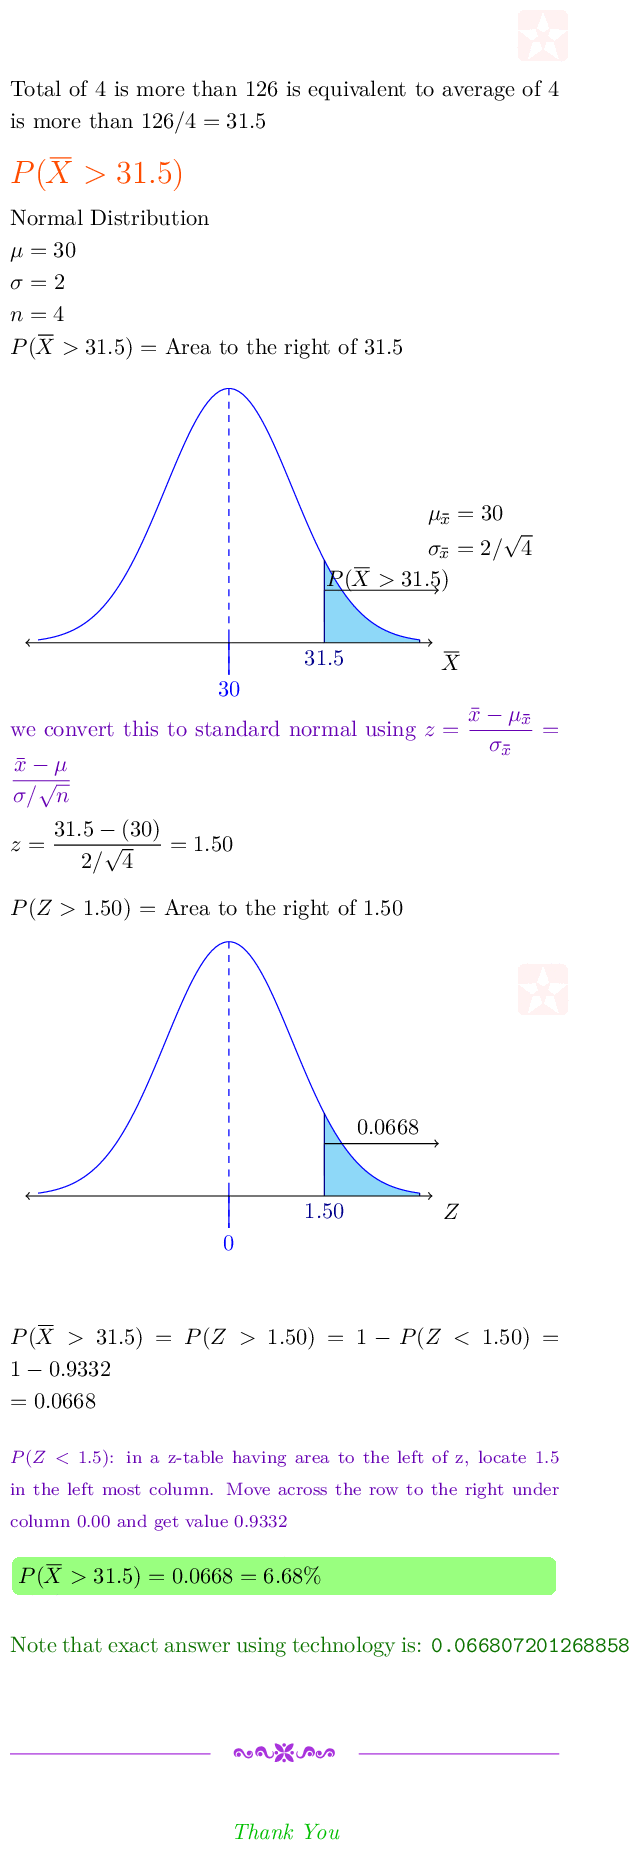 Total of 4 is more than 126 is equivalent to average of 4
is more than 126/4 = 31.5
P(X̅ > 31.5)
Normal Distribution
μ = 30
σ = 2
n = 4
P(X̅ > 31.5) = Area to the right of 31.5
μ_x̄ = 30
σ_x̄ = 2/√4
P(X̅ > 31.5)
31.5
X̅
30
we convert this to standard normal using z = (x̄ − μ_x̄)/σ_x̄ =
(x̄ − μ)/(σ/√n)
z = (31.5 − (30))/(2/√4) = 1.50
P(Z > 1.50) = Area to the right of 1.50
0.0668
1.50
Z
0
P(X̅ > 31.5) = P(Z > 1.50) = 1 − P(Z < 1.50) =
1 − 0.9332
= 0.0668
P(Z < 1.5): in a z-table having area to the left of z, locate 1.5
in the left most column. Move across the row to the right under
column 0.00 and get value 0.9332
P(X̅ > 31.5) = 0.0668 = 6.68%
Note that exact answer using technology is: 0.066807201268858
Thank You